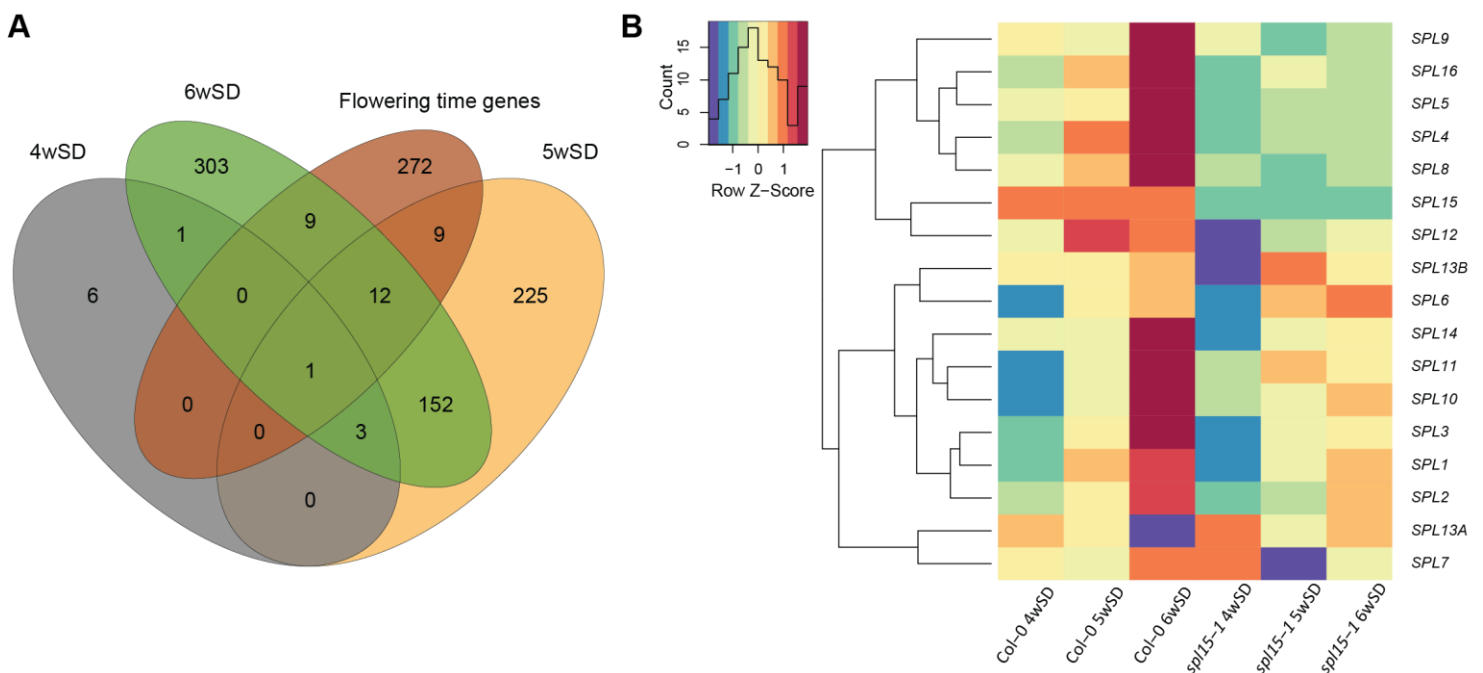 A
6wSD
Flowering time genes
4wSD
5wSD
303
272
1
9
9
6
0
12
225
1
0
152
0
3
0
B
Count
15
10
5
0
−1 0 1
Row Z−Score
SPL9
SPL16
SPL5
SPL4
SPL8
SPL15
SPL12
SPL13B
SPL6
SPL14
SPL11
SPL10
SPL3
SPL1
SPL2
SPL13A
SPL7
Col−0 4wSD
Col−0 5wSD
Col−0 6wSD
spl15−1 4wSD
spl15−1 5wSD
spl15−1 6wSD